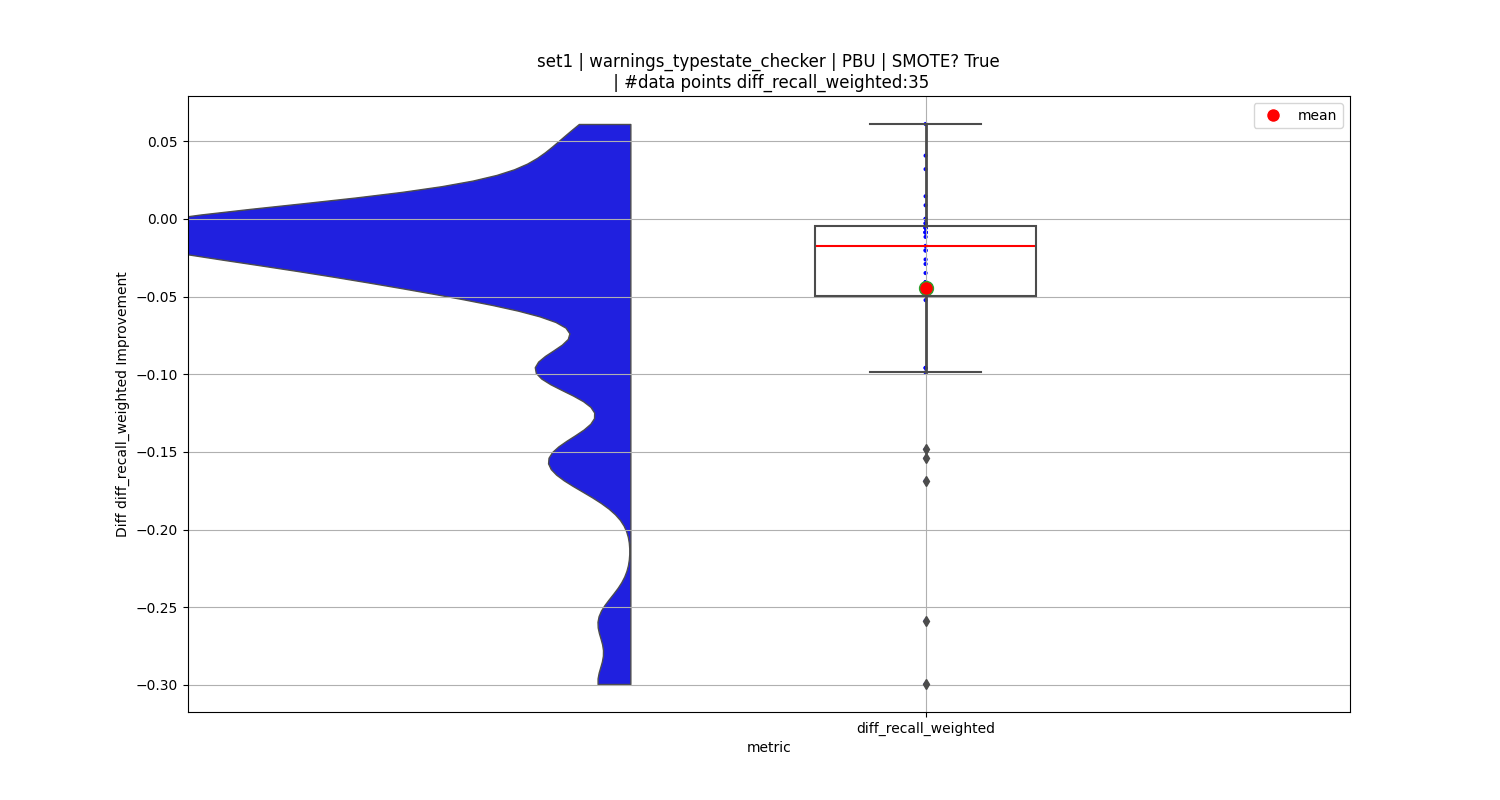 set1 | warnings_typestate_checker | PBU | SMOTE? True
| #data points diff_recall_weighted:35
mean
0.05
0.00
−0.05
−0.10
−0.15
−0.20
−0.25
−0.30
Diff diff_recall_weighted Improvement
diff_recall_weighted
metric